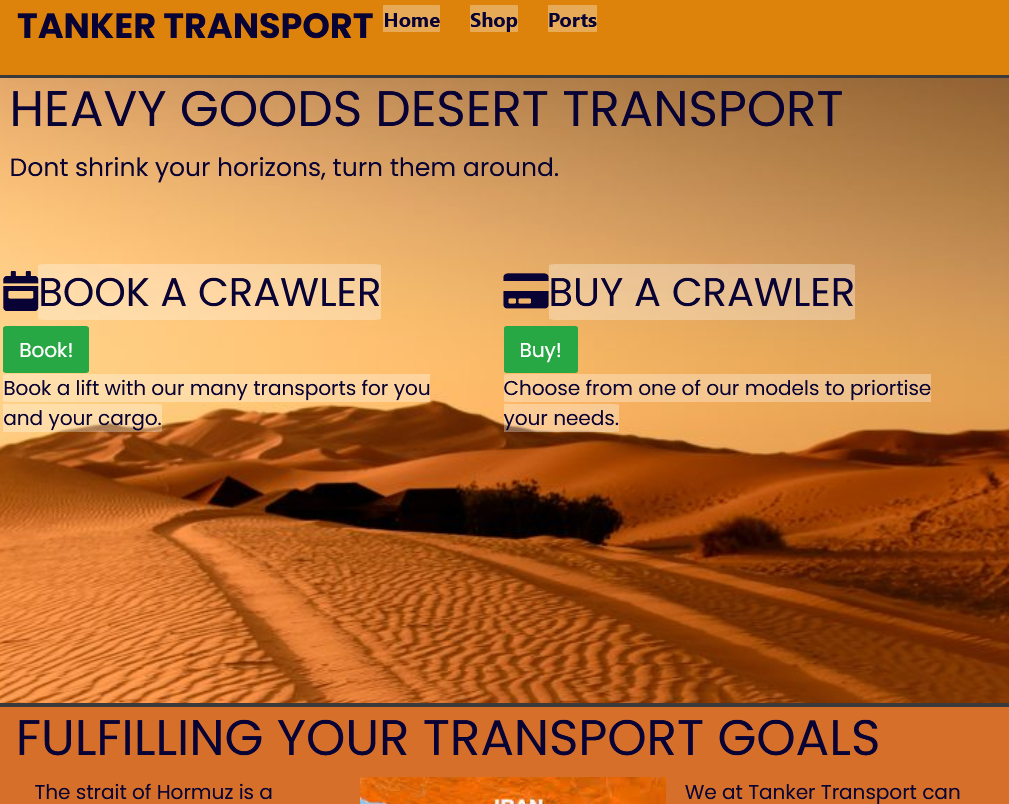 TANKER TRANSPORT Home Shop Ports
HEAVY GOODS DESERT TRANSPORT
Dont shrink your horizons, turn them around.
BOOK A CRAWLER
Book!
Book a lift with our many transports for you
and your cargo.
BUY A CRAWLER
Buy!
Choose from one of our models to priortise
your needs.
FULFILLING YOUR TRANSPORT GOALS
The strait of Hormuz is a
IRAN
We at Tanker Transport can